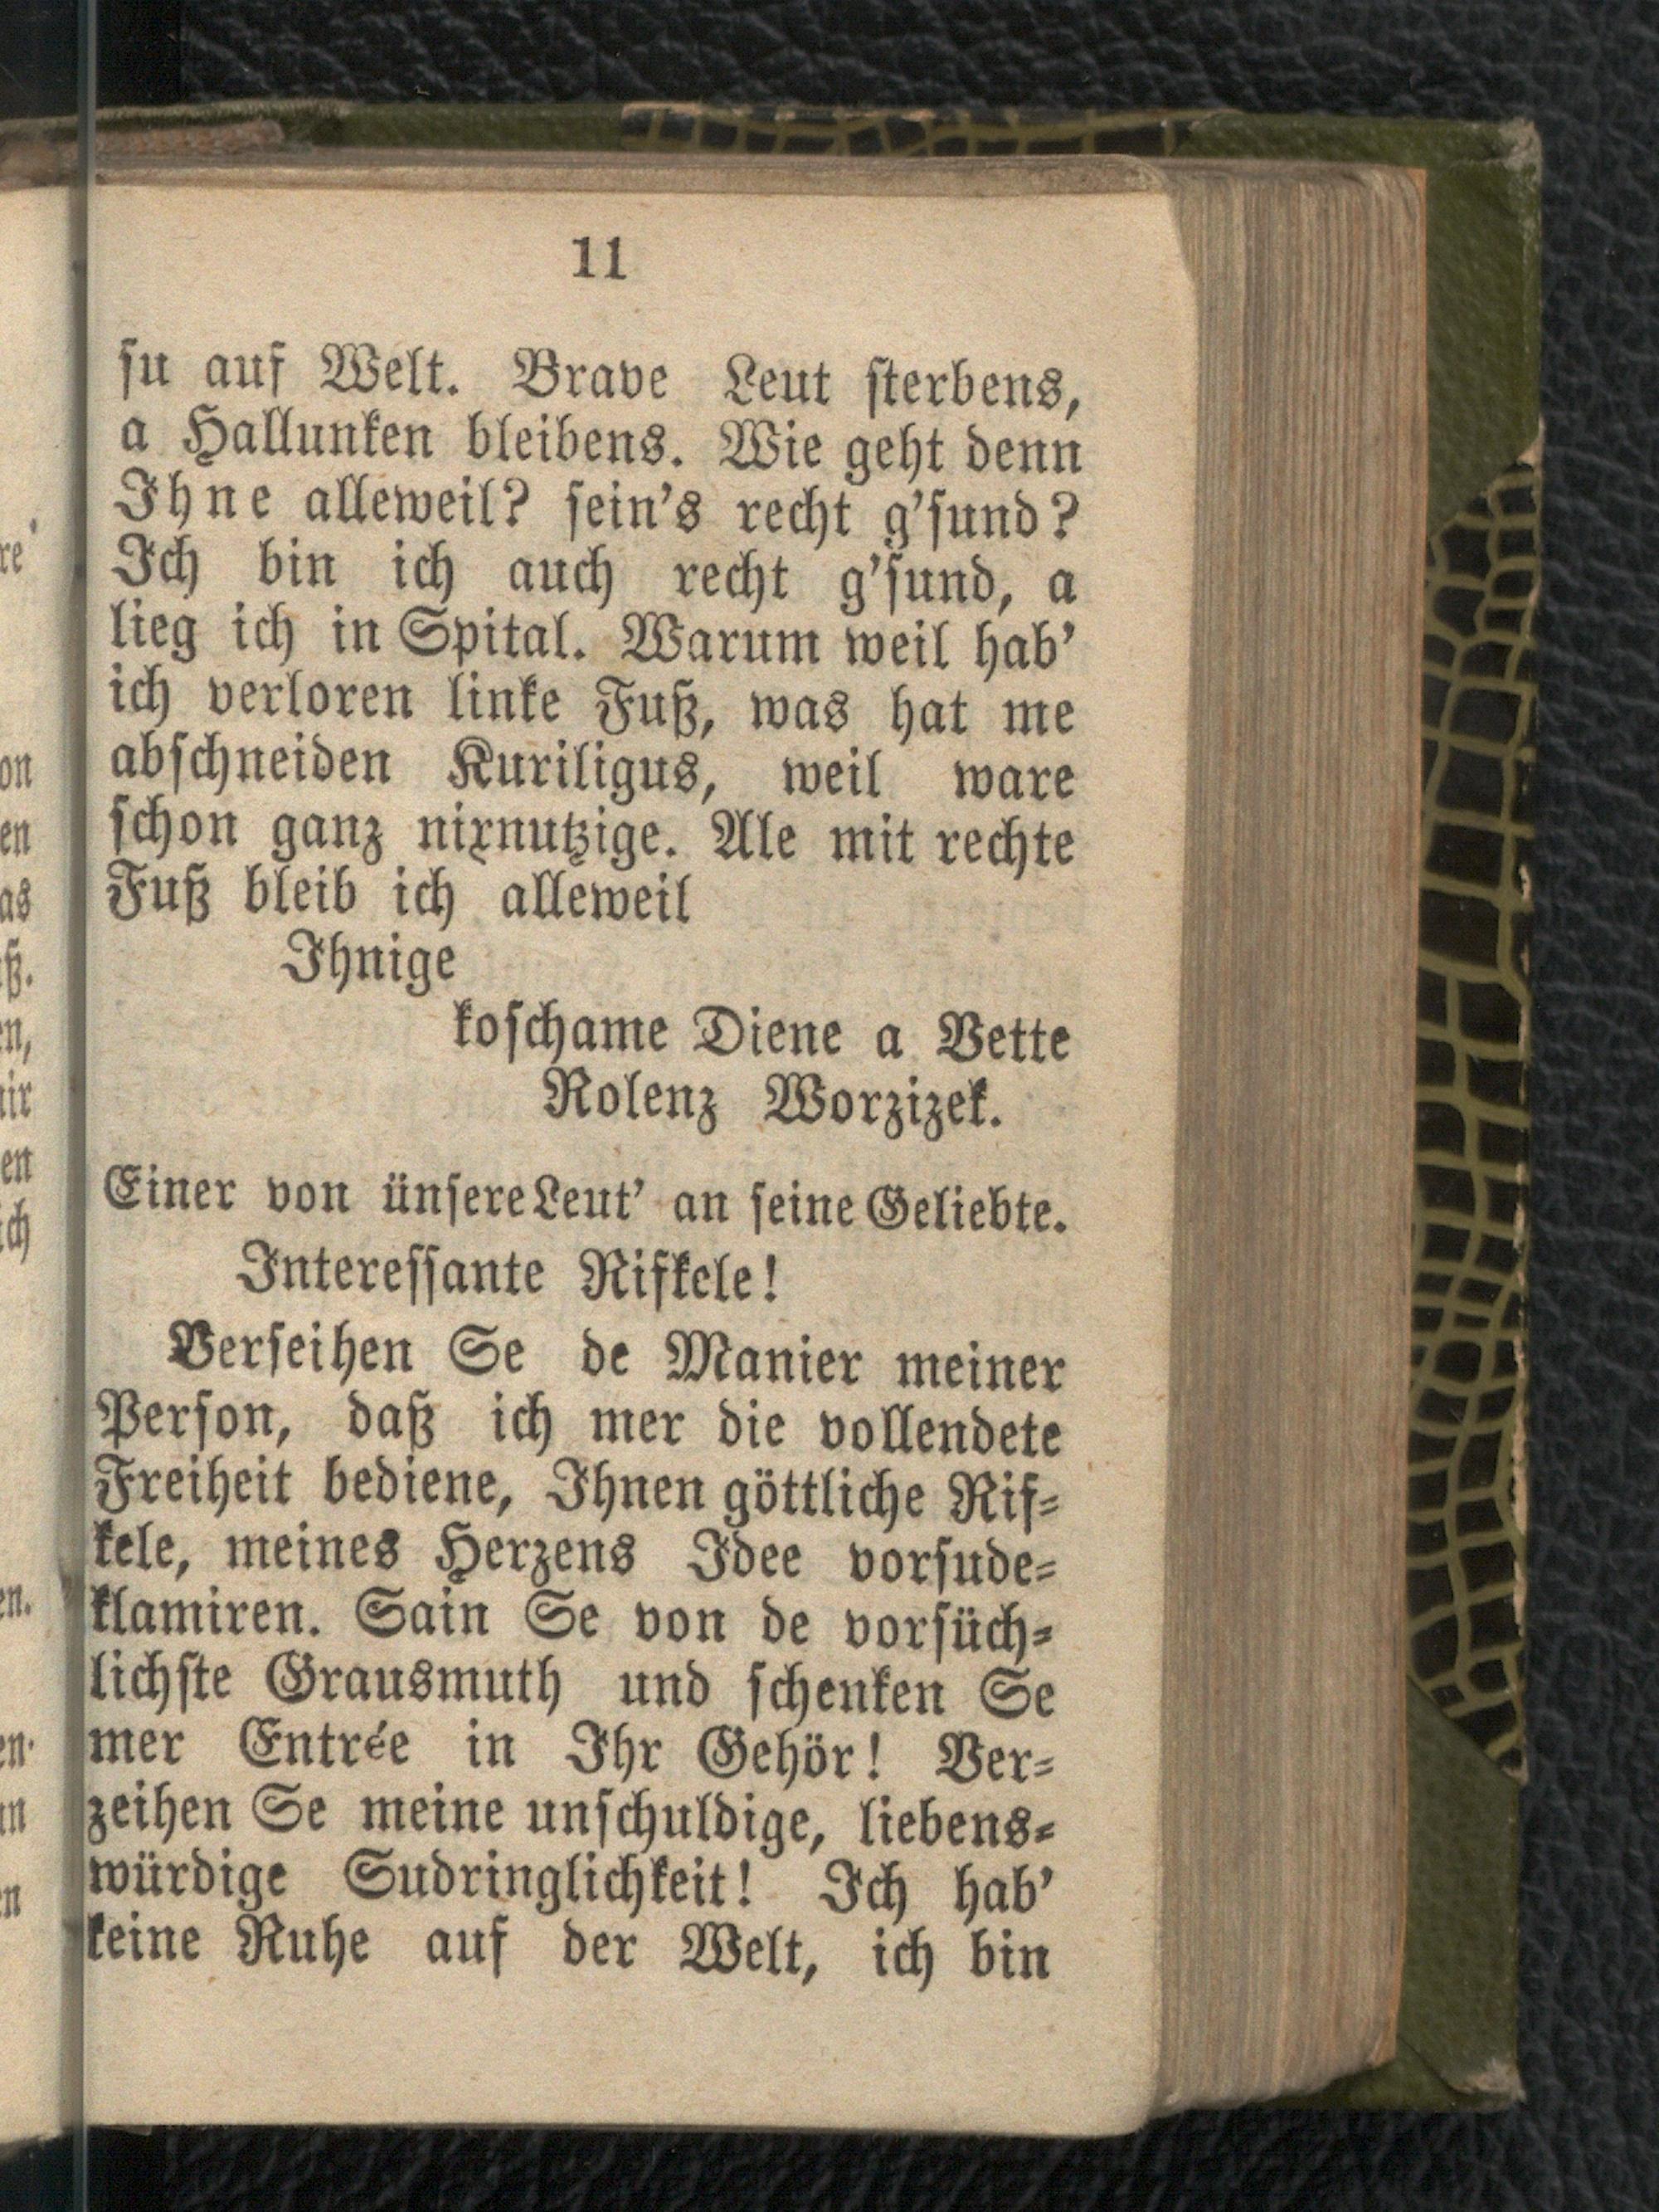 11
su auf Welt. Brave Leut sterbens,
a Hallunken bleibens. Wie geht denn
Ihne alleweil? sein's recht g'sund?
Ich bin ich auch recht g'sund, a
lieg ich in Spital. Warum weil hab'
ich verloren linke Fuß, was hat me
abschneiden Kuriligus, weil ware
schon ganz nixnutzige. Ale mit rechte
Fuß bleib ich alleweil
Ihnige
koschame Diene a Vette
Rolenz Worzizek.
Einer von ünsere Leut' an seine Geliebte.
Interessante Rifkele!
Verseihen Se de Manier meiner
Person, daß ich mer die vollendete
Freiheit bediene, Ihnen göttliche Rif-
kele, meines Herzens Idee vorsude-
klamiren. Sain Se von de vorsüch-
lichste Grausmuth und schenken Se
mer Entrée in Ihr Gehör! Ver-
zeihen Se meine unschuldige, liebens-
würdige Sudringlichkeit! Ich hab'
keine Ruhe auf der Welt, ich bin